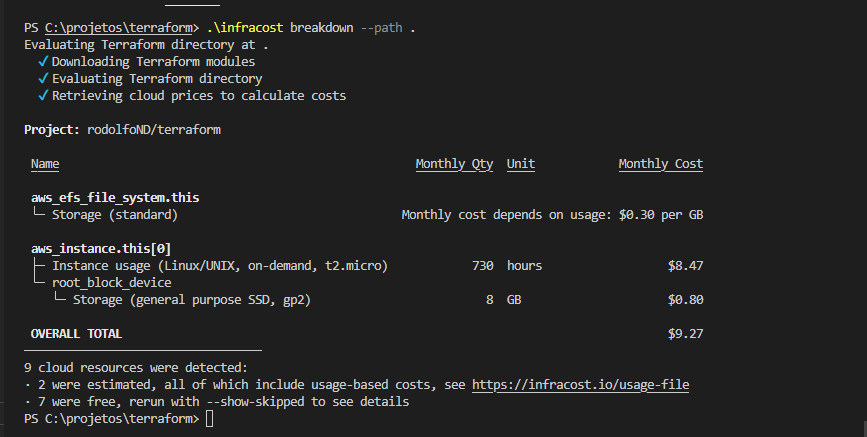 PS C:\projetos\terraform> .\infracost breakdown --path .
Evaluating Terraform directory at .
✓ Downloading Terraform modules
✓ Evaluating Terraform directory
✓ Retrieving cloud prices to calculate costs
Project: rodolfoND/terraform
Name Monthly Qty Unit Monthly Cost
aws_efs_file_system.this
└─ Storage (standard) Monthly cost depends on usage: $0.30 per GB
aws_instance.this[0]
├─ Instance usage (Linux/UNIX, on-demand, t2.micro) 730 hours $8.47
└─ root_block_device
└─ Storage (general purpose SSD, gp2) 8 GB $0.80
OVERALL TOTAL $9.27
──────────────────────────────────
9 cloud resources were detected:
∙ 2 were estimated, all of which include usage-based costs, see https://infracost.io/usage-file
∙ 7 were free, rerun with --show-skipped to see details
PS C:\projetos\terraform>